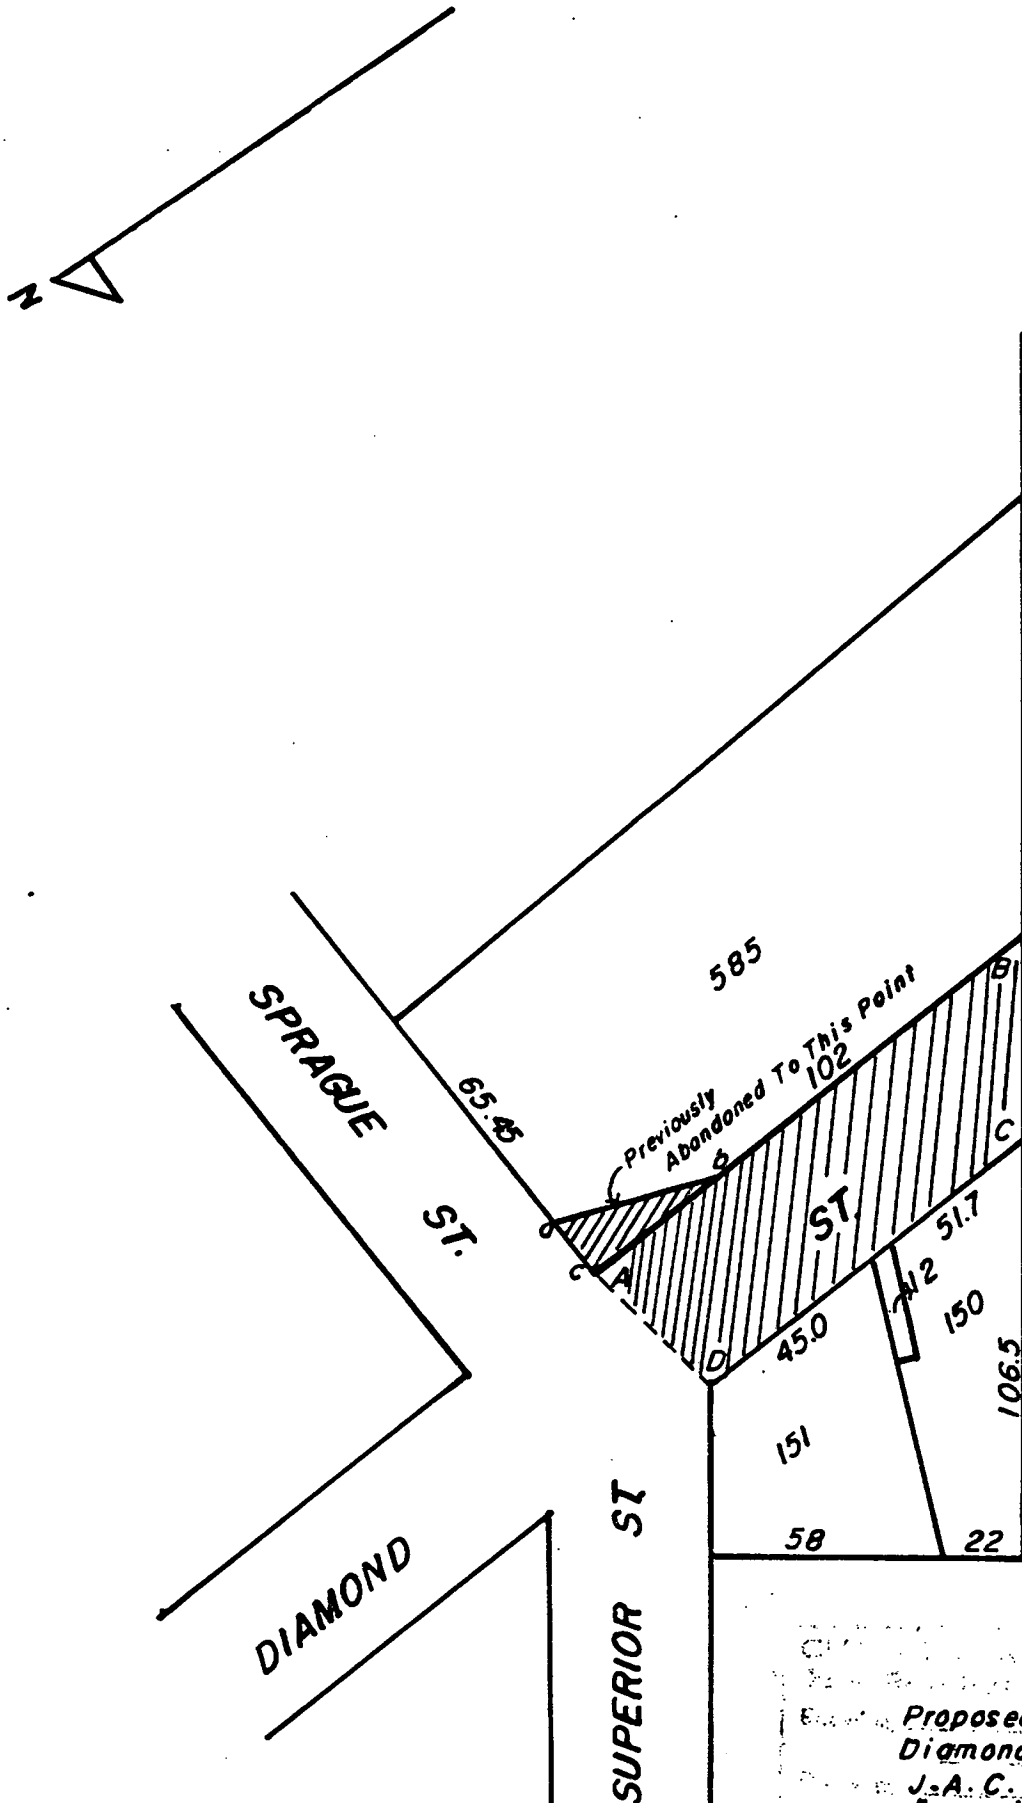 N
585
SPRAGUE ST.
65.45
Previously
Abandoned To This Point
102
B
b
C
a
c
A
ST.
51.7
12
150
45.0
D
106.5
151
58
22
DIAMOND
SUPERIOR ST
Propose
Diamon
J.A.C.